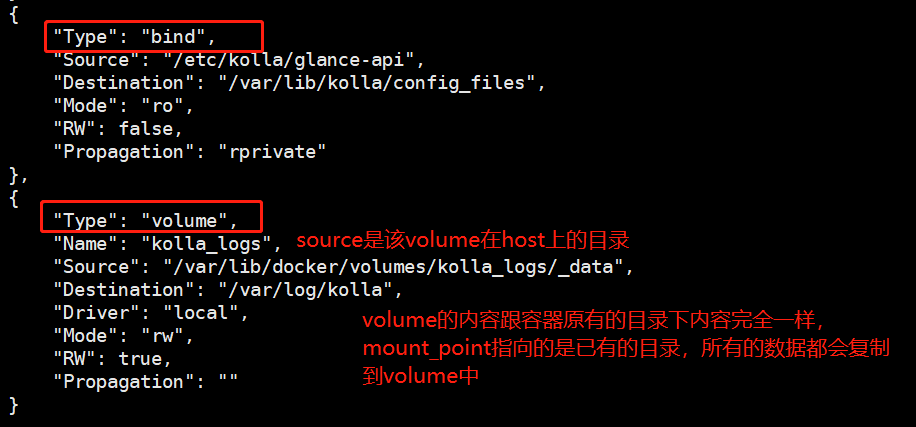 {
"Type": "bind",
"Source": "/etc/kolla/glance-api",
"Destination": "/var/lib/kolla/config_files",
"Mode": "ro",
"RW": false,
"Propagation": "rprivate"
},
{
"Type": "volume",
"Name": "kolla_logs", source是该volume在host上的目录
"Source": "/var/lib/docker/volumes/kolla_logs/_data",
"Destination": "/var/log/kolla",
"Driver": "local",
"Mode": "rw",
"RW": true,
"Propagation": ""
}
volume的内容跟容器原有的目录下内容完全一样，
mount_point指向的是已有的目录，所有的数据都会复制
到volume中